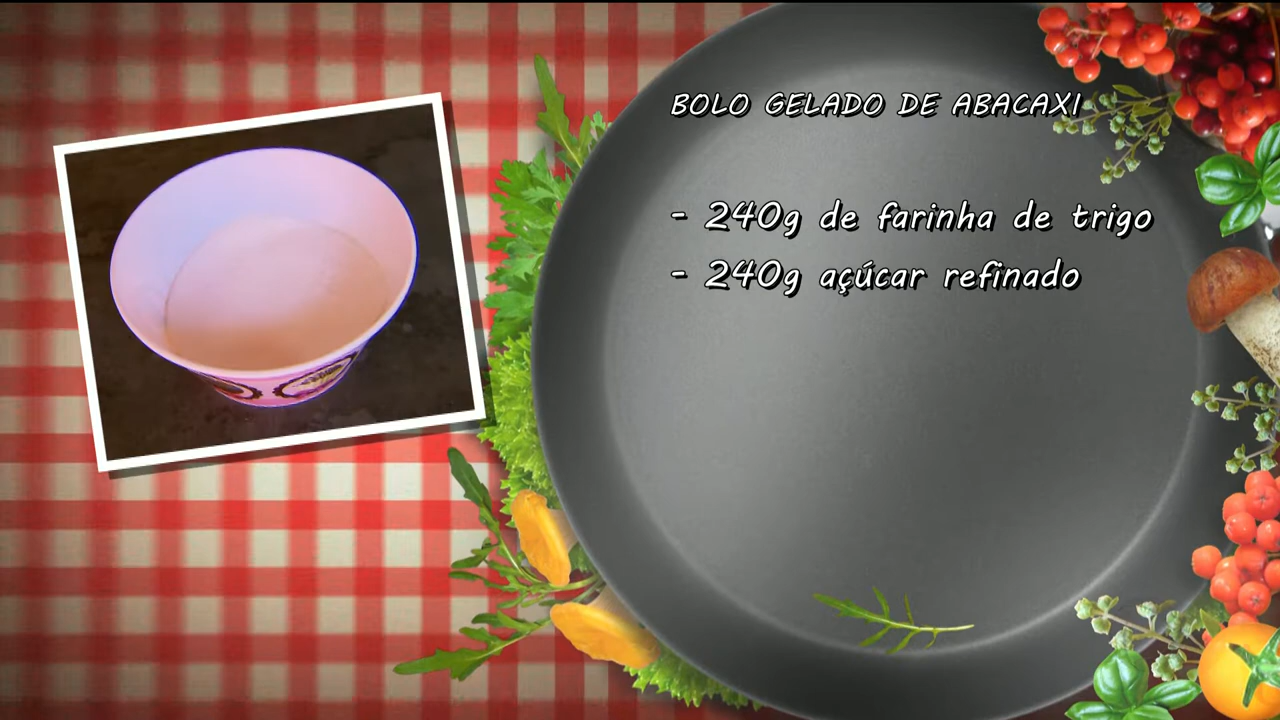 BOLO GELADO DE ABACAXI
- 240g de farinha de trigo
- 240g açúcar refinado